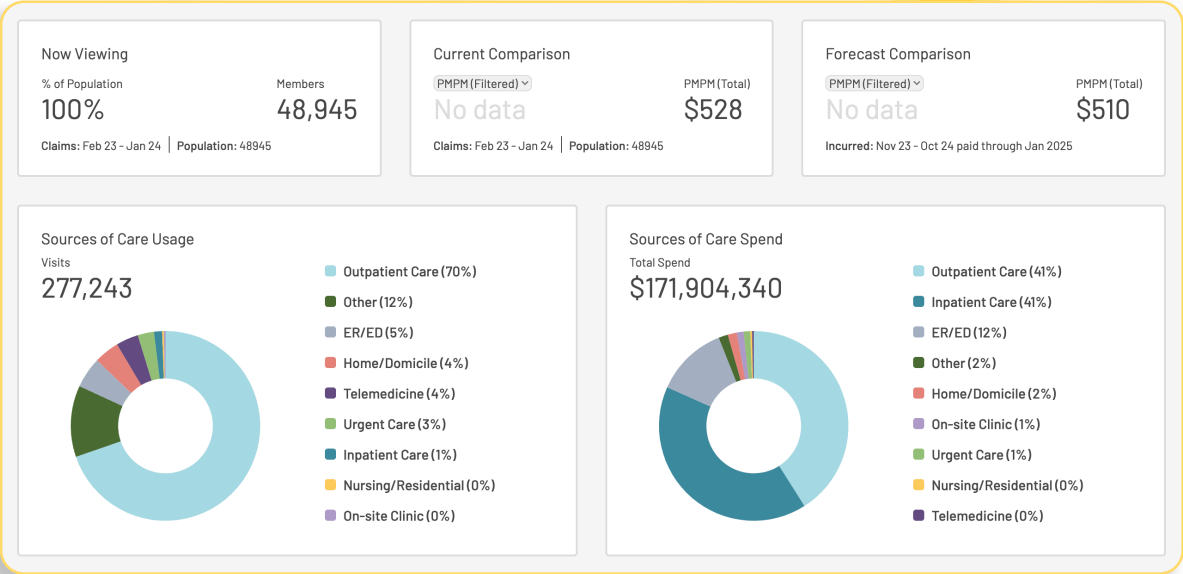 Now Viewing
% of Population
Members
100%
48,945
Claims: Feb 23 - Jan 24 | Population: 48945
Current Comparison
PMPM (Filtered)
PMPM (Total)
No data
$528
Claims: Feb 23 - Jan 24 | Population: 48945
Forecast Comparison
PMPM (Filtered)
PMPM (Total)
No data
$510
Incurred: Nov 23 - Oct 24 paid through Jan 2025
Sources of Care Usage
Visits
277,243
Outpatient Care (70%)
Other (12%)
ER/ED (5%)
Home/Domicile (4%)
Telemedicine (4%)
Urgent Care (3%)
Inpatient Care (1%)
Nursing/Residential (0%)
On-site Clinic (0%)
Sources of Care Spend
Total Spend
$171,904,340
Outpatient Care (41%)
Inpatient Care (41%)
ER/ED (12%)
Other (2%)
Home/Domicile (2%)
On-site Clinic (1%)
Urgent Care (1%)
Nursing/Residential (0%)
Telemedicine (0%)